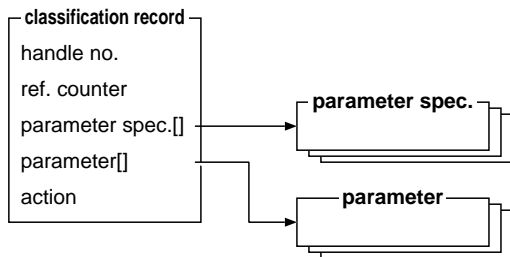 classification record
handle no.
ref. counter
parameter spec.[]
parameter[]
action
parameter spec.
parameter